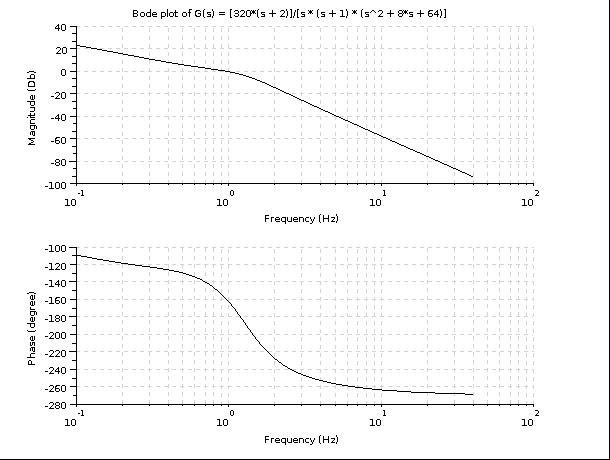 Bode plot of G(s) = [320*(s + 2)]/[s * (s + 1) * (s^2 + 8*s + 64)]
Magnitude (Db)
40
20
0
-20
-40
-60
-80
-100
10^-1 10^0 10^1 10^2
Frequency (Hz)
Phase (degree)
-100
-120
-140
-160
-180
-200
-220
-240
-260
-280
10^-1 10^0 10^1 10^2
Frequency (Hz)